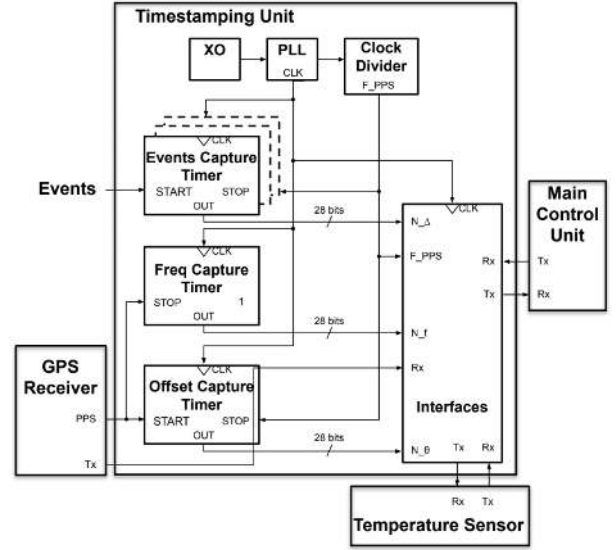 Timestamping Unit
XO
PLL
CLK
Clock
Divider
F_PPS
CLK
Events Capture
Timer
START
STOP
OUT
Events
28 bits
CLK
Freq Capture
Timer
STOP
1
OUT
28 bits
CLK
Offset Capture
Timer
START
STOP
OUT
28 bits
GPS
Receiver
PPS
Tx
CLK
N_Δ
F_PPS
Rx
Tx
N_f
Rx
Interfaces
Tx
Rx
N_θ
Main
Control
Unit
Tx
Rx
Rx
Tx
Temperature Sensor